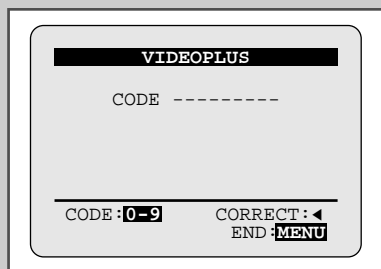 VIDEOPLUS
CODE ---------
CODE:0-9 CORRECT:◄
END:MENU